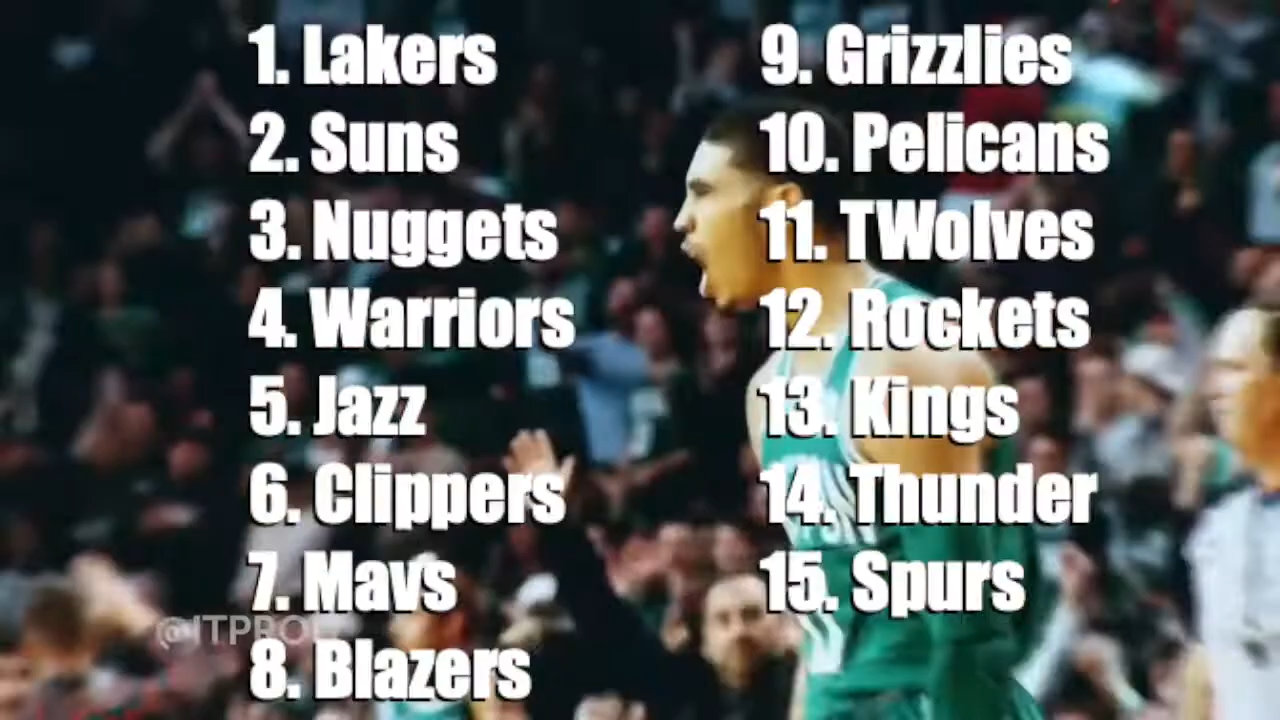 1. Lakers
2. Suns
3. Nuggets
4. Warriors
5. Jazz
6. Clippers
7. Mavs
8. Blazers
9. Grizzlies
10. Pelicans
11. TWolves
12. Rockets
13. Kings
14. Thunder
15. Spurs